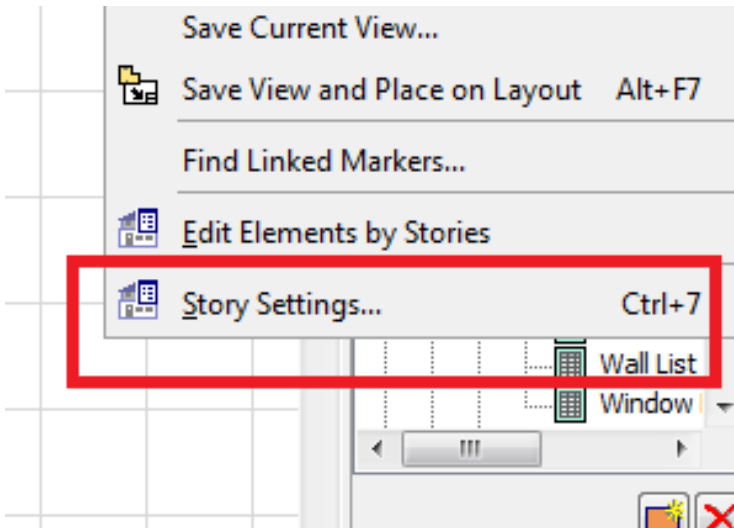 Save Current View...
Save View and Place on Layout Alt+F7
Find Linked Markers...
Edit Elements by Stories
Story Settings... Ctrl+7
Wall List
Window